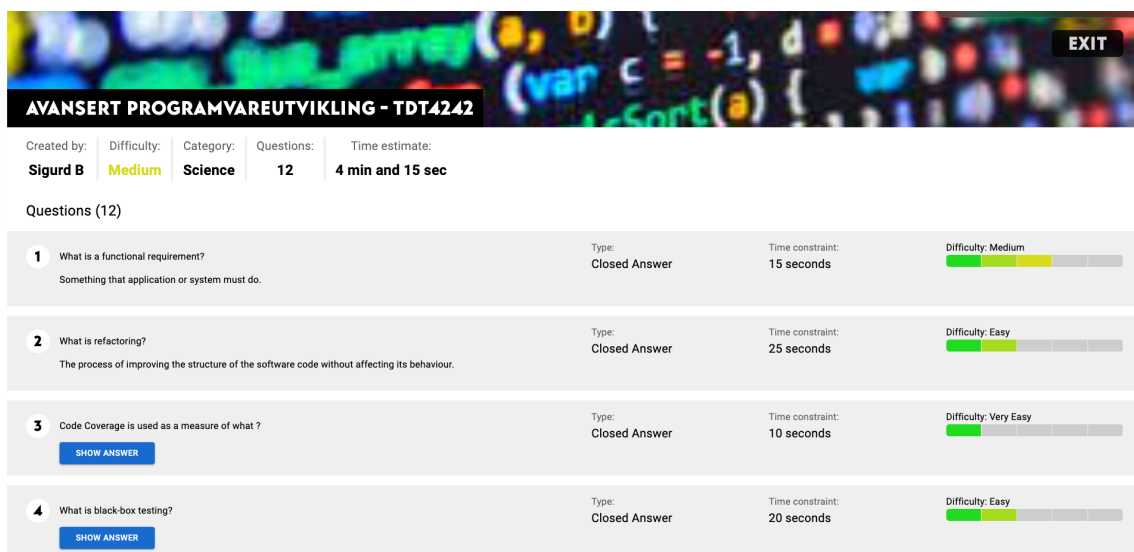 (a, b) {
(var c = -1, d =
Sort(a) {
var
EXIT
AVANSERT PROGRAMVAREUTVIKLING - TDT4242
Created by: Difficulty: Category: Questions: Time estimate:
Sigurd B Medium Science 12 4 min and 15 sec
Questions (12)
1 What is a functional requirement? Type: Time constraint: Difficulty: Medium
Closed Answer 15 seconds
Something that application or system must do.
2 What is refactoring? Type: Time constraint: Difficulty: Easy
Closed Answer 25 seconds
The process of improving the structure of the software code without affecting its behaviour.
3 Code Coverage is used as a measure of what ? Type: Time constraint: Difficulty: Very Easy
Closed Answer 10 seconds
SHOW ANSWER
4 What is black-box testing? Type: Time constraint: Difficulty: Easy
Closed Answer 20 seconds
SHOW ANSWER